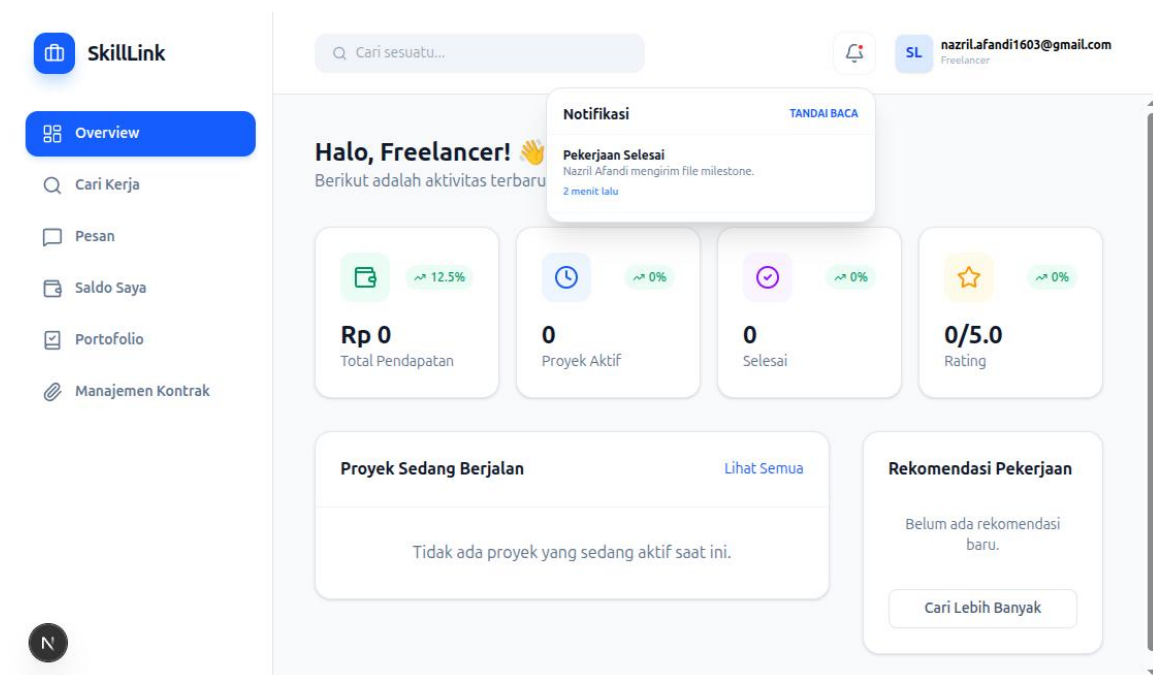 SkillLink
Cari sesuatu...
SL
nazril.afandi1603@gmail.com
Freelancer
Overview
Cari Kerja
Pesan
Saldo Saya
Portofolio
Manajemen Kontrak
Notifikasi
TANDAI BACA
Pekerjaan Selesai
Nazril Afandi mengirim file milestone.
2 menit lalu
Halo, Freelancer! 👋
Berikut adalah aktivitas terbaru
12.5%
Rp 0
Total Pendapatan
0%
0
Proyek Aktif
0%
0
Selesai
0%
0/5.0
Rating
Proyek Sedang Berjalan
Lihat Semua
Tidak ada proyek yang sedang aktif saat ini.
Rekomendasi Pekerjaan
Belum ada rekomendasi
baru.
Cari Lebih Banyak
N